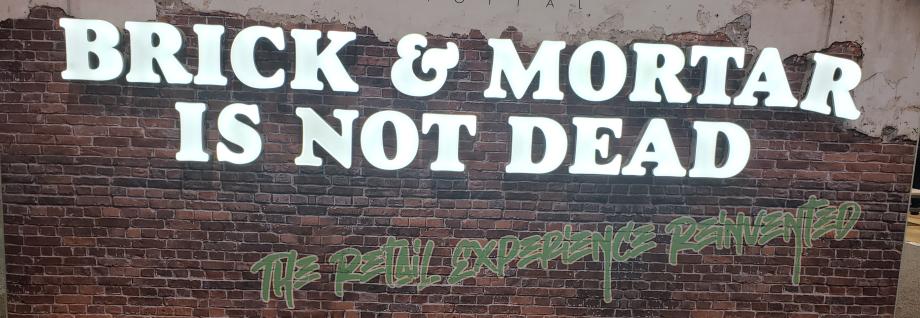 BRICK & MORTAR
IS NOT DEAD
THE RETAIL EXPERIENCE REINVENTED